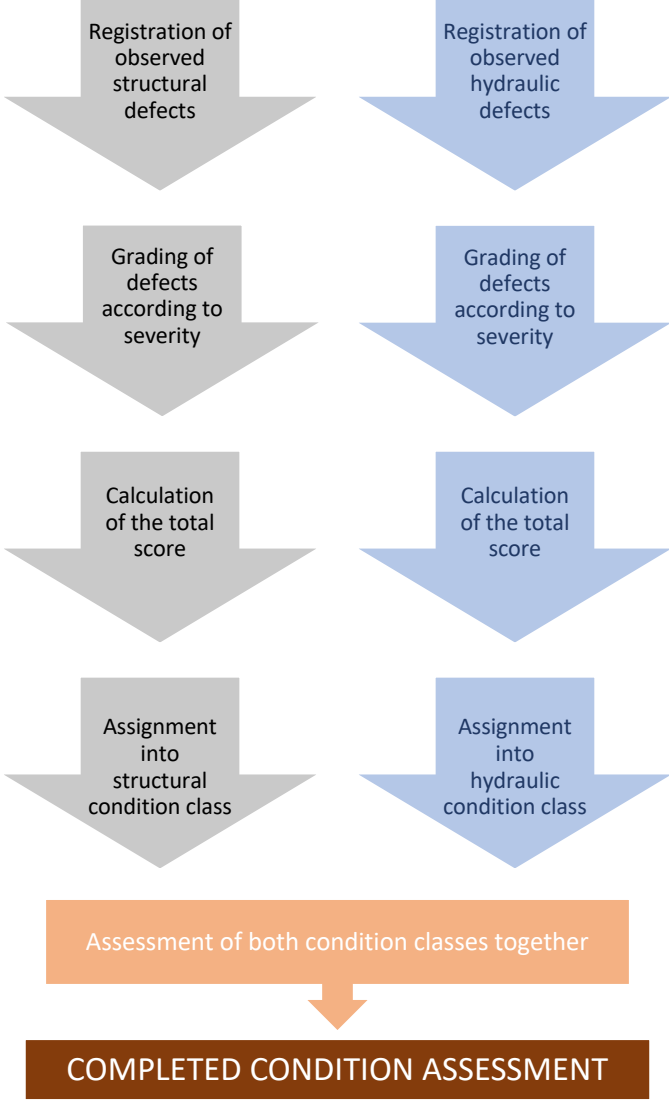 Registration of
observed
structural
defects
Registration of
observed
hydraulic
defects
Grading of
defects
according to
severity
Grading of
defects
according to
severity
Calculation
of the total
score
Calculation
of the total
score
Assignment
into
structural
condition class
Assignment
into
hydraulic
condition class
Assessment of both condition classes together
COMPLETED CONDITION ASSESSMENT